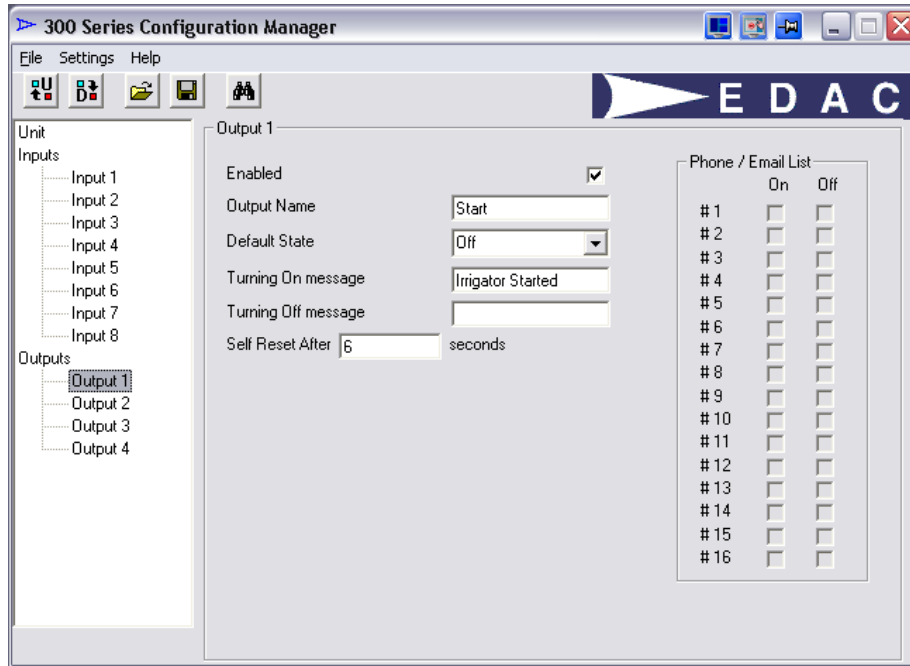 300 Series Configuration Manager
File Settings Help
U D
EDAC
Unit
Inputs
Input 1
Input 2
Input 3
Input 4
Input 5
Input 6
Input 7
Input 8
Outputs
Output 1
Output 2
Output 3
Output 4
Output 1
Enabled
Output Name Start
Default State Off
Turning On message Irrigator Started
Turning Off message
Self Reset After 6 seconds
Phone / Email List
On Off
# 1
# 2
# 3
# 4
# 5
# 6
# 7
# 8
# 9
# 10
# 11
# 12
# 13
# 14
# 15
# 16